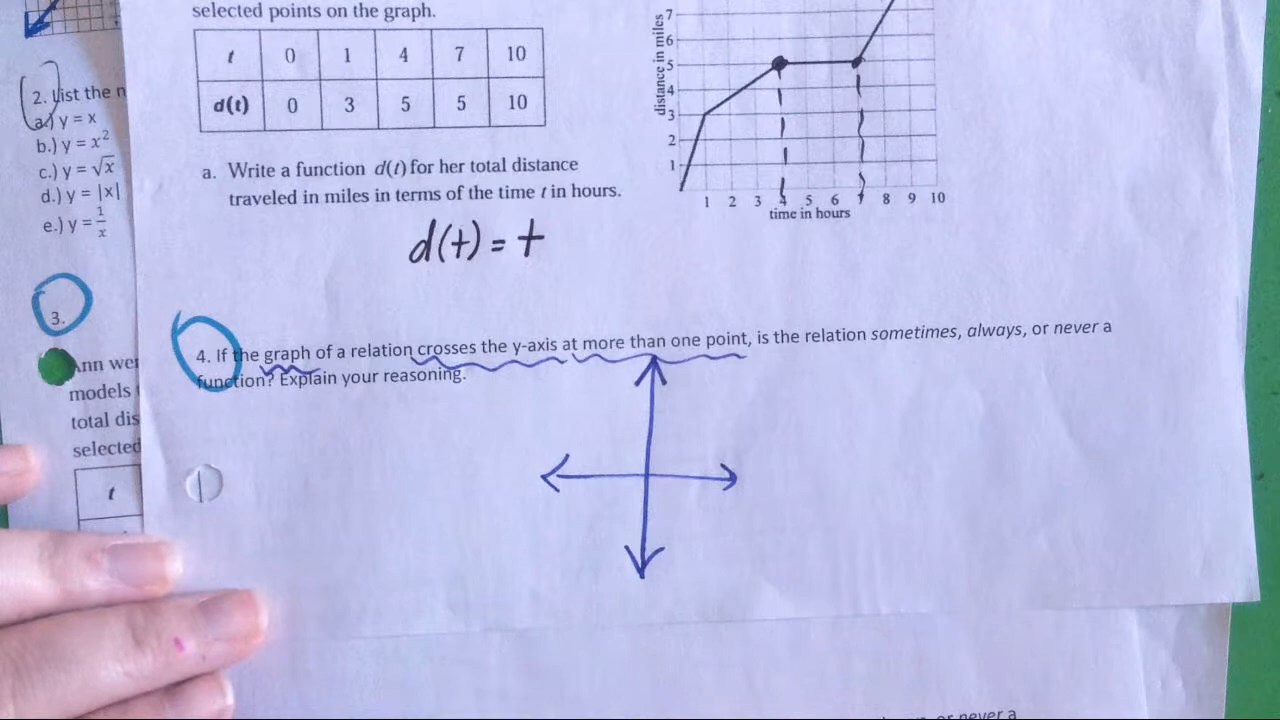 selected points on the graph.
t 0 1 4 7 10
d(t) 0 3 5 5 10
a. Write a function d(t) for her total distance
traveled in miles in terms of the time t in hours.
d(t) = t
distance in miles
7
6
5
4
3
2
1
1 2 3 4 5 6 7 8 9 10
time in hours
2. List the n
a.) y = x
b.) y = x²
c.) y = √x
d.) y = |x|
e.) y = 1/x
3.
Ann wer
models
total dis
selected
t
4. If the graph of a relation crosses the y-axis at more than one point, is the relation sometimes, always, or never a
function? Explain your reasoning.
or never a